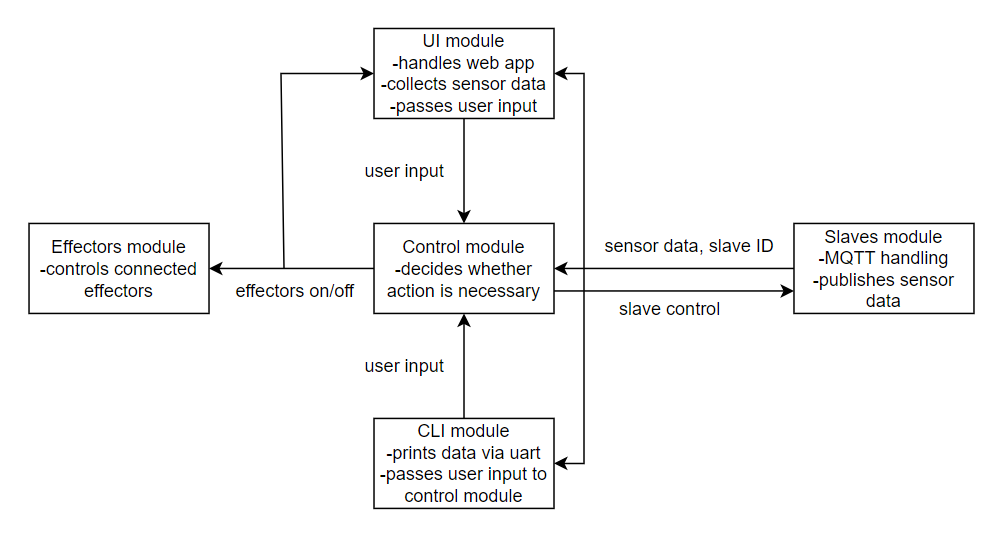 UI module
-handles web app
-collects sensor data
-passes user input
user input
Effectors module
-controls connected
effectors
effectors on/off
Control module
-decides whether
action is necessary
sensor data, slave ID
slave control
Slaves module
-MQTT handling
-publishes sensor
data
user input
CLI module
-prints data via uart
-passes user input to
control module